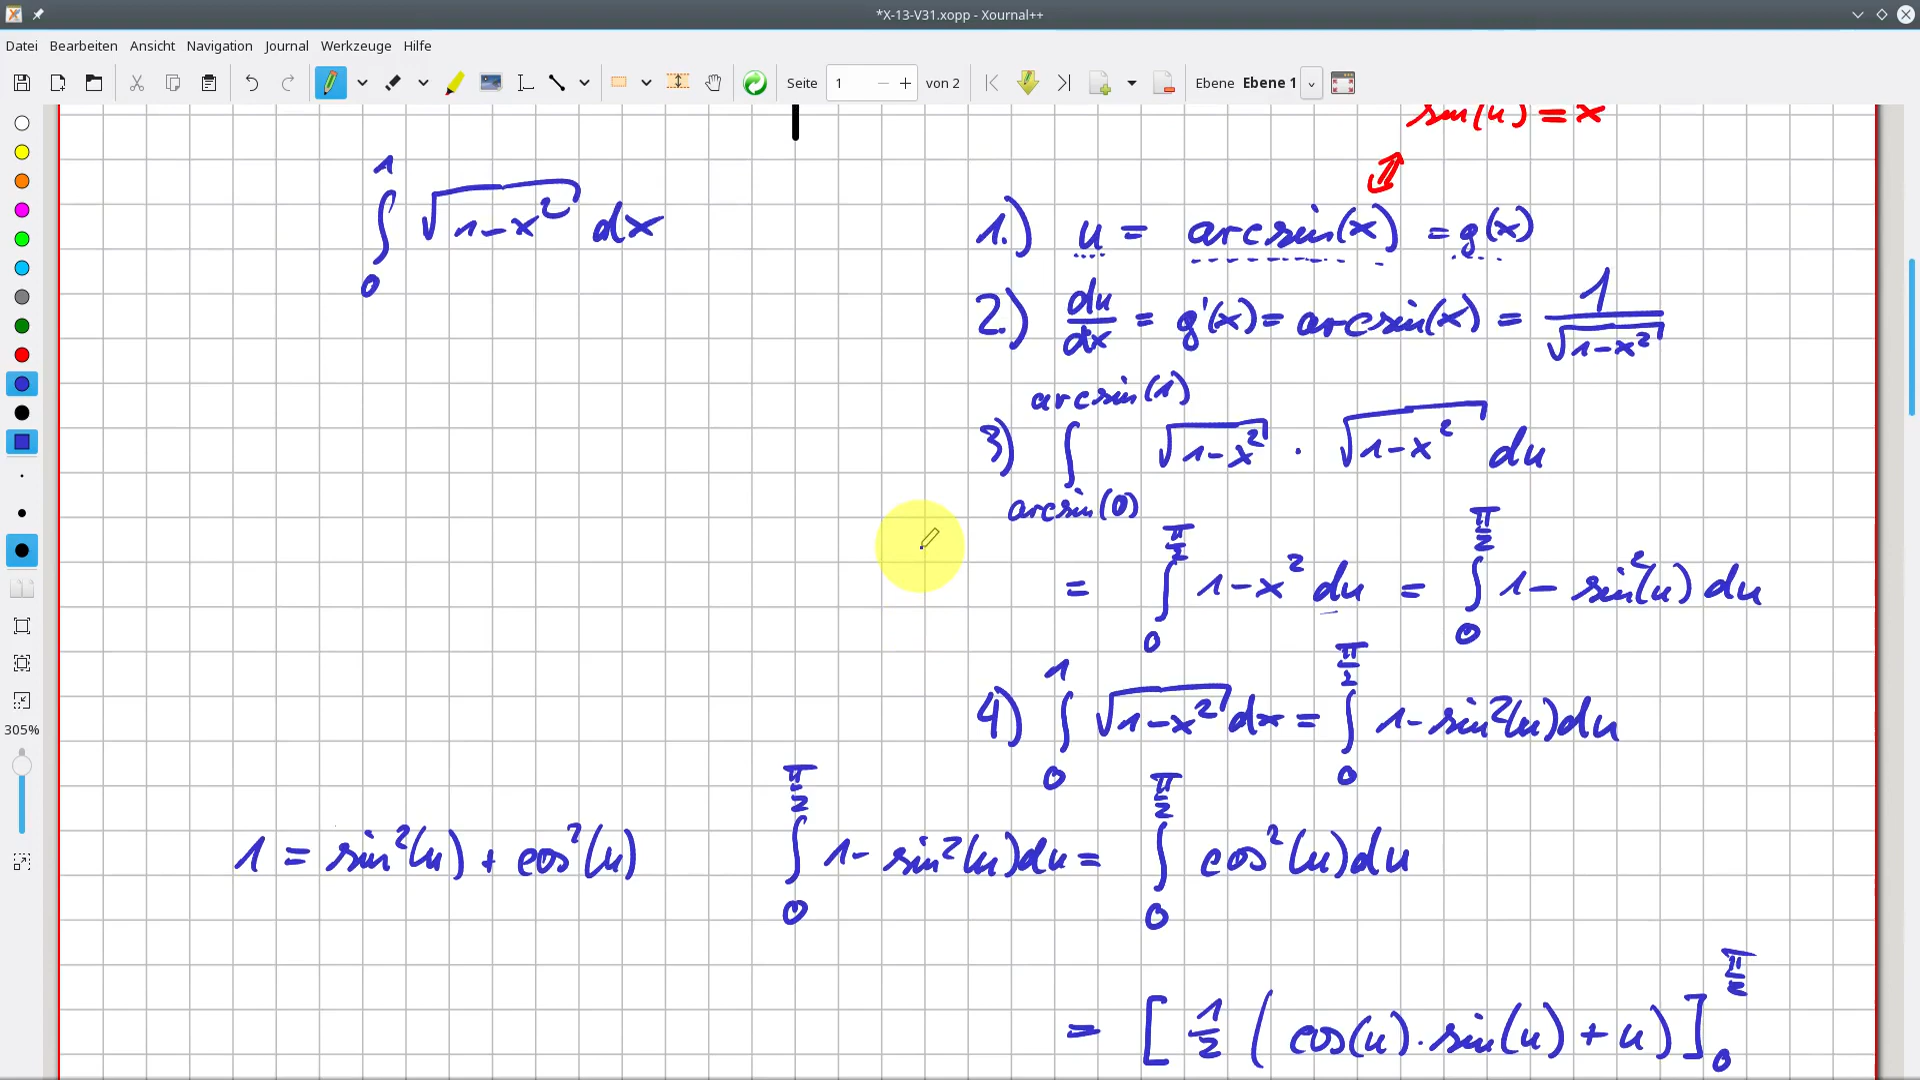 *X-13-V31.xopp - Xournal++
Datei Bearbeiten Ansicht Navigation Journal Werkzeuge Hilfe
Seite 1 von 2 Ebene Ebene 1
305%
sin(u) = x
∫₀¹ √(1-x²) dx
1.) u = arcsin(x) = g(x)
2.) du/dx = g'(x) = arcsin(x) = 1/√(1-x²)
3) ∫_{arcsin(0)}^{arcsin(1)} √(1-x²) · √(1-x²) du
= ∫₀^{π/2} 1-x² du = ∫₀^{π/2} 1-sin²(u) du
4) ∫₀¹ √(1-x²) dx = ∫₀^{π/2} 1-sin²(u) du
1 = sin²(u) + cos²(u) ∫₀^{π/2} 1-sin²(u) du = ∫₀^{π/2} cos²(u) du
= [1/2 (cos(u)·sin(u) + u)]₀^{π/2}